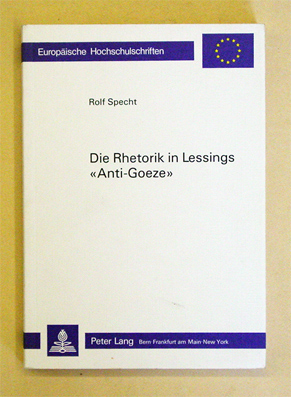 Europäische Hochschulschriften
Rolf Specht
Die Rhetorik in Lessings
«Anti-Goeze»
Peter Lang Bern Frankfurt am Main New York